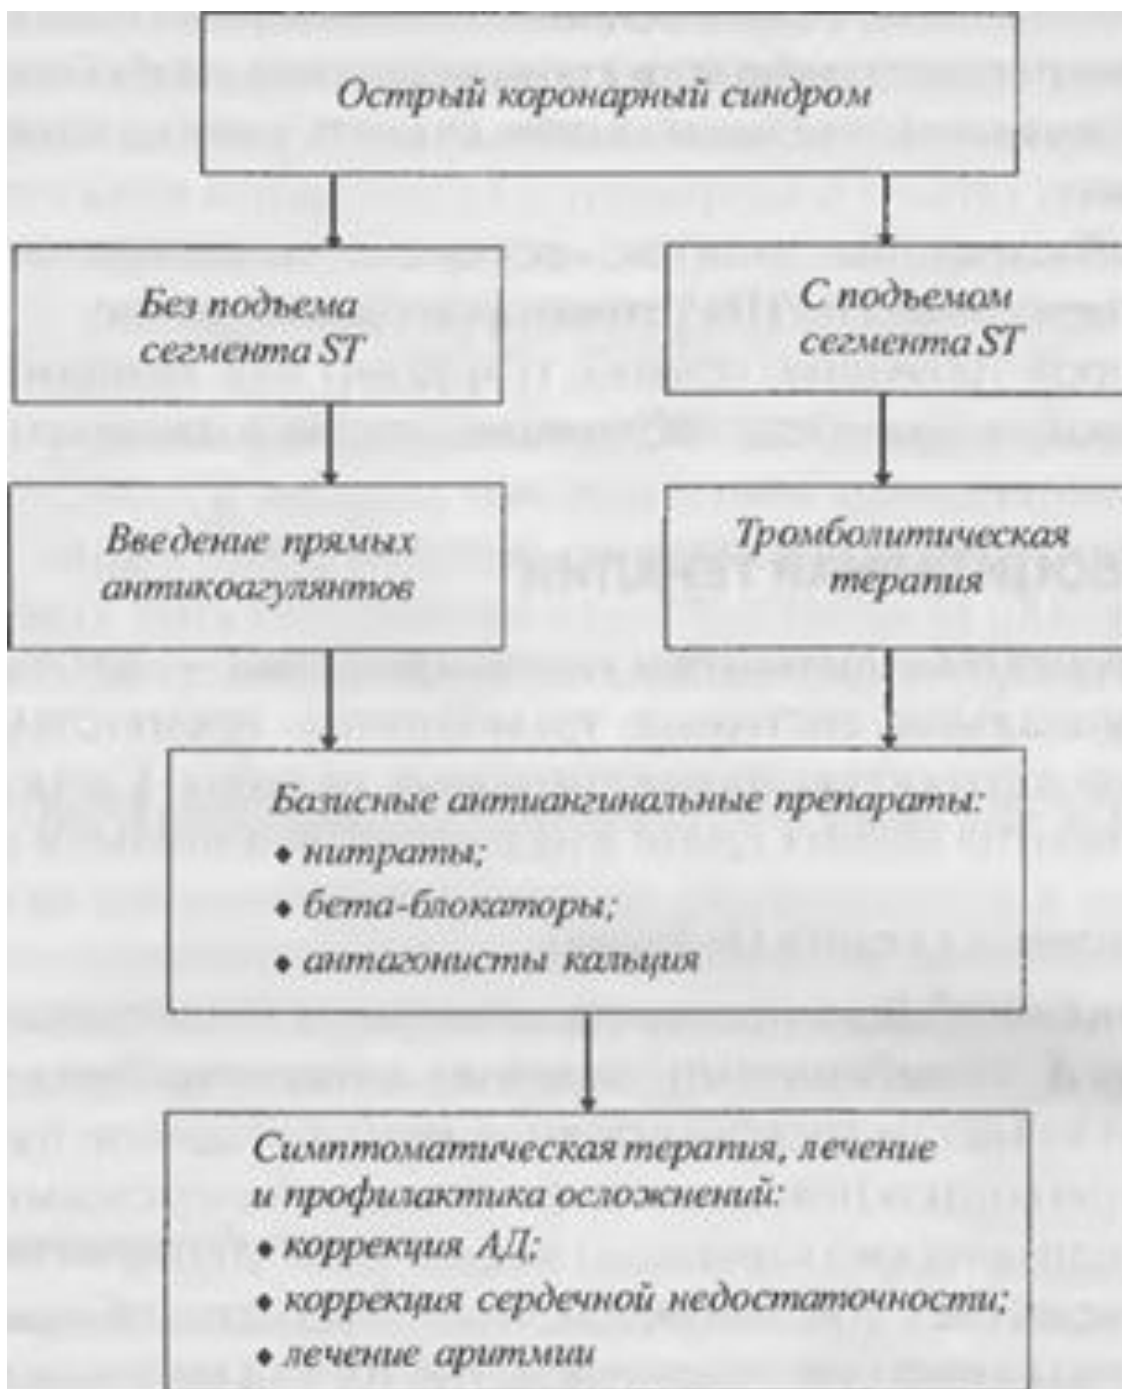 Острый коронарный синдром
Без подъема
сегмента ST
С подъемом
сегмента ST
Введение прямых
антикоагулянтов
Тромболитическая
терапия
Базисные антиангинальные препараты:
◆ нитраты;
◆ бета-блокаторы;
◆ антагонисты кальция
Симптоматическая терапия, лечение
и профилактика осложнений:
◆ коррекция АД;
◆ коррекция сердечной недостаточности;
◆ лечение аритмии